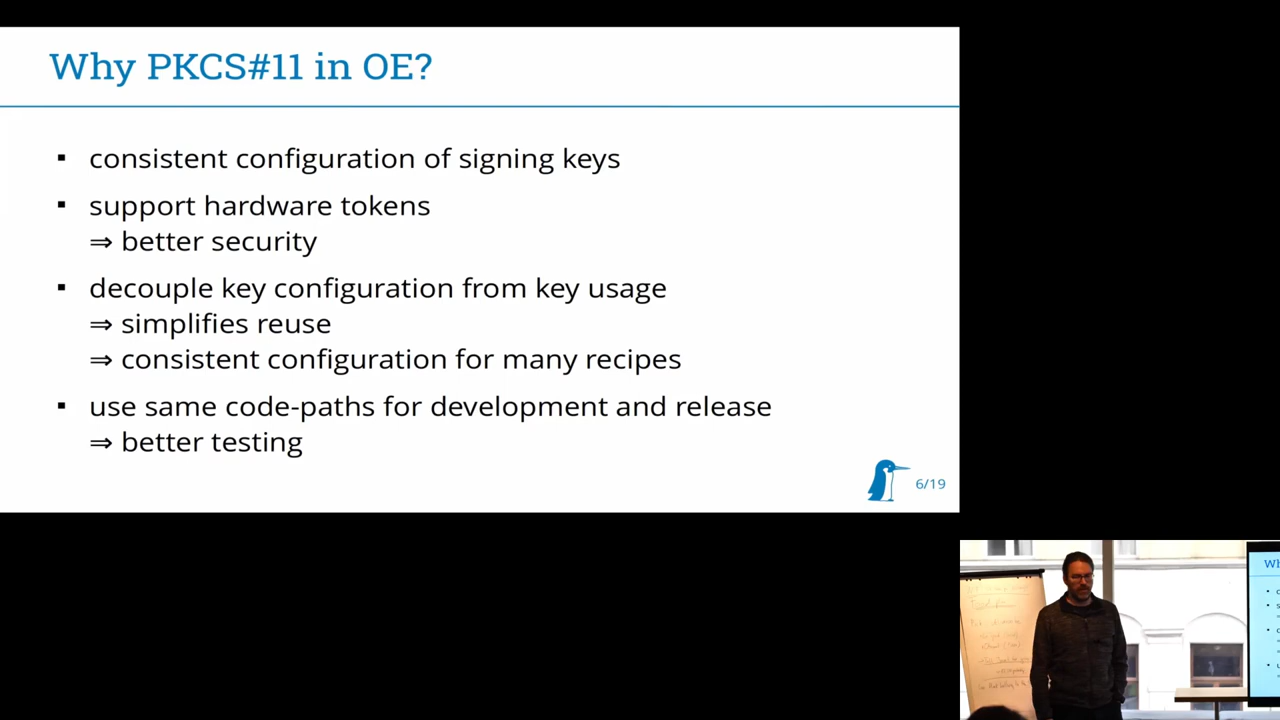 Why PKCS#11 in OE?
▪ consistent configuration of signing keys
▪ support hardware tokens
⇒ better security
▪ decouple key configuration from key usage
⇒ simplifies reuse
⇒ consistent configuration for many recipes
▪ use same code-paths for development and release
⇒ better testing
6/19